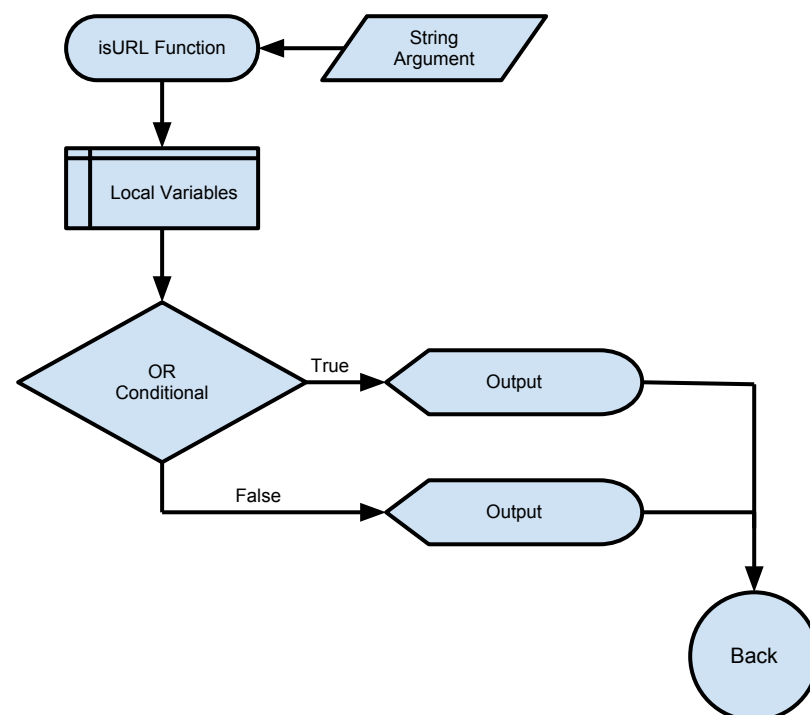 isURL Function
String
Argument
Local Variables
OR
Conditional
True
Output
False
Output
Back